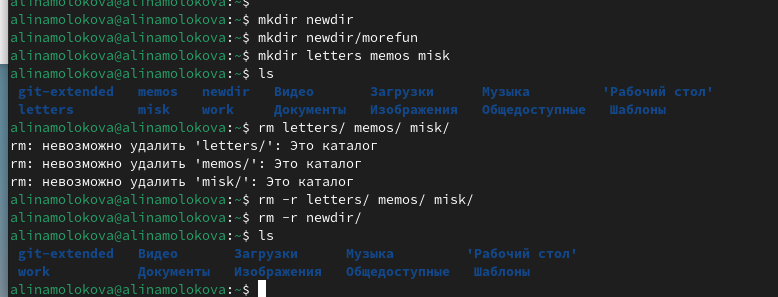 alinamolokova@alinamolokova:~$
alinamolokova@alinamolokova:~$ mkdir newdir
alinamolokova@alinamolokova:~$ mkdir newdir/morefun
alinamolokova@alinamolokova:~$ mkdir letters memos misk
alinamolokova@alinamolokova:~$ ls
git-extended memos newdir Видео Загрузки Музыка 'Рабочий стол'
letters misk work Документы Изображения Общедоступные Шаблоны
alinamolokova@alinamolokova:~$ rm letters/ memos/ misk/
rm: невозможно удалить 'letters/': Это каталог
rm: невозможно удалить 'memos/': Это каталог
rm: невозможно удалить 'misk/': Это каталог
alinamolokova@alinamolokova:~$ rm -r letters/ memos/ misk/
alinamolokova@alinamolokova:~$ rm -r newdir/
alinamolokova@alinamolokova:~$ ls
git-extended Видео Загрузки Музыка 'Рабочий стол'
work Документы Изображения Общедоступные Шаблоны
alinamolokova@alinamolokova:~$